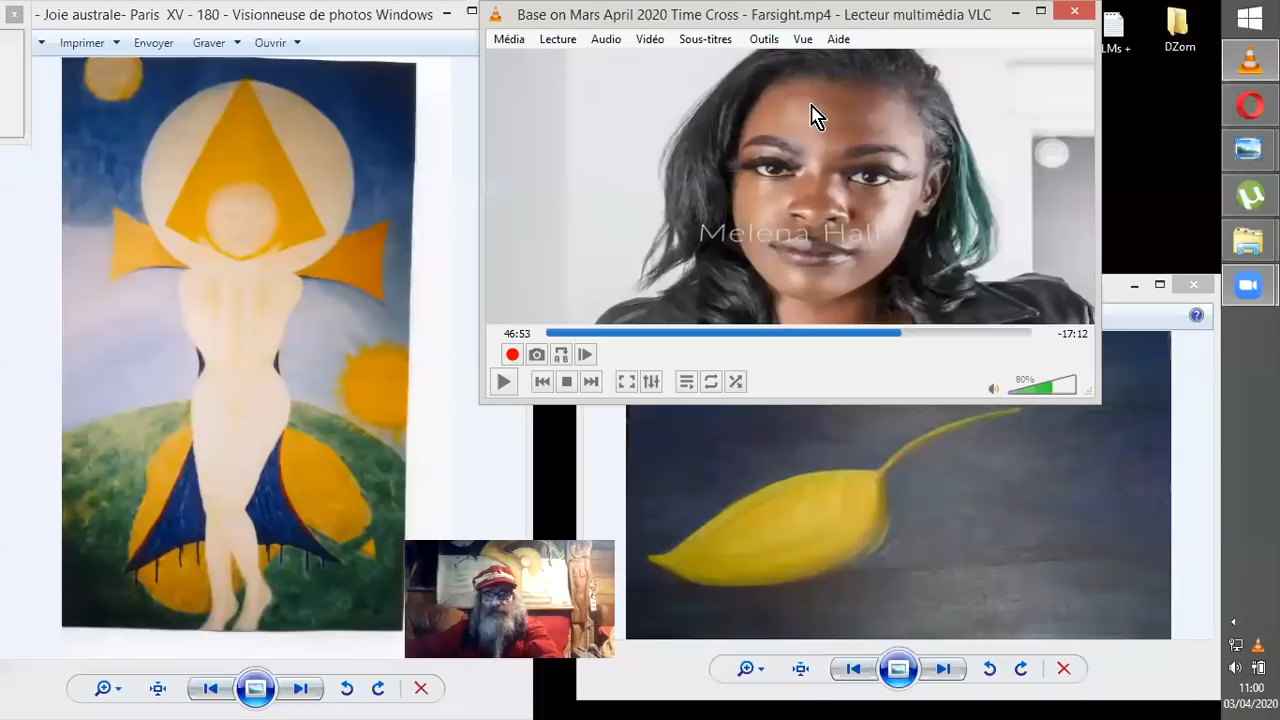 - Joie australe- Paris XV - 180 - Visionneuse de photos Windows
Imprimer Envoyer Graver Ouvrir
Base on Mars April 2020 Time Cross - Farsight.mp4 - Lecteur multimédia VLC
Média Lecture Audio Vidéo Sous-titres Outils Vue Aide
Melena Hall
46:53 -17:12
80%
LMs +
DZom
11:00
03/04/2020